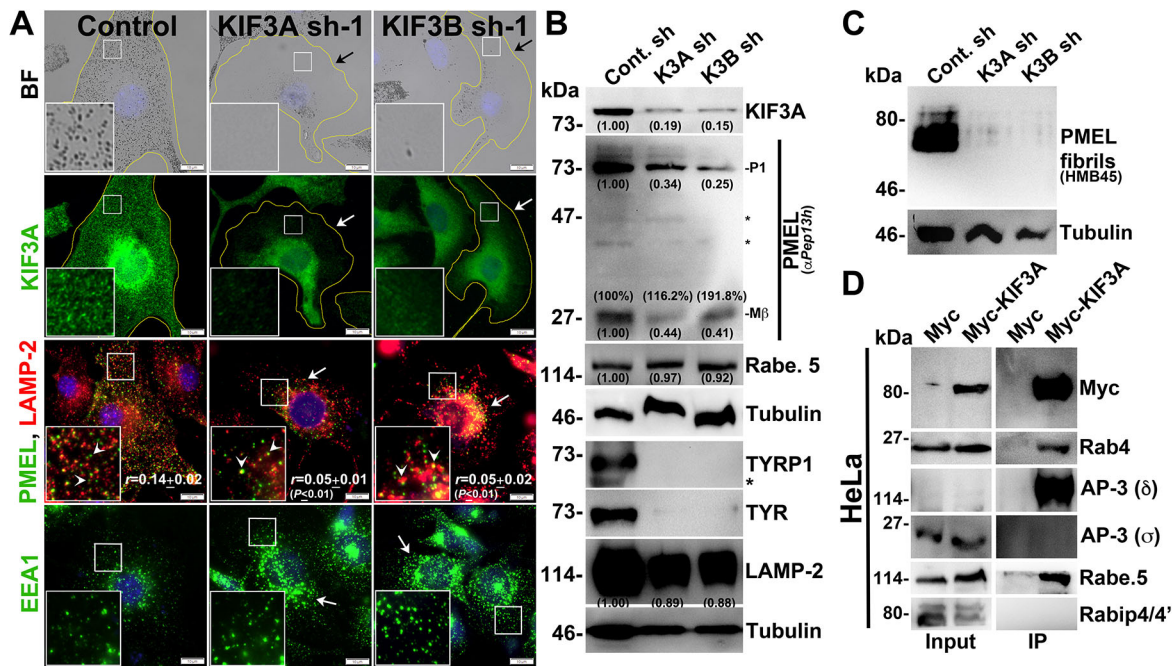 A
Control
KIF3A sh-1
KIF3B sh-1
BF
KIF3A
PMEL, LAMP-2
r=0.14±0.02
r=0.05±0.01
(P≤0.01)
r=0.05±0.02
(P≤0.01)
EEA1
B
Cont. sh
K3A sh
K3B sh
kDa
73-
KIF3A
(1.00) (0.19) (0.15)
73-
-P1
(1.00) (0.34) (0.25)
47-
*
*
PMEL
(αPep13h)
(100%) (116.2%) (191.8%)
27-
-Mβ
(1.00) (0.44) (0.41)
114-
Rabe. 5
(1.00) (0.97) (0.92)
46-
Tubulin
73-
TYRP1
*
73-
TYR
114-
LAMP-2
(1.00) (0.89) (0.88)
46-
Tubulin
C
Cont. sh
K3A sh
K3B sh
kDa
80-
PMEL
fibrils
(HMB45)
46-
46-
Tubulin
D
Myc
Myc-KIF3A
Myc
Myc-KIF3A
kDa
HeLa
80-
Myc
27-
Rab4
114-
AP-3 (δ)
27-
AP-3 (σ)
114-
Rabe.5
80-
Rabip4/4'
Input
IP